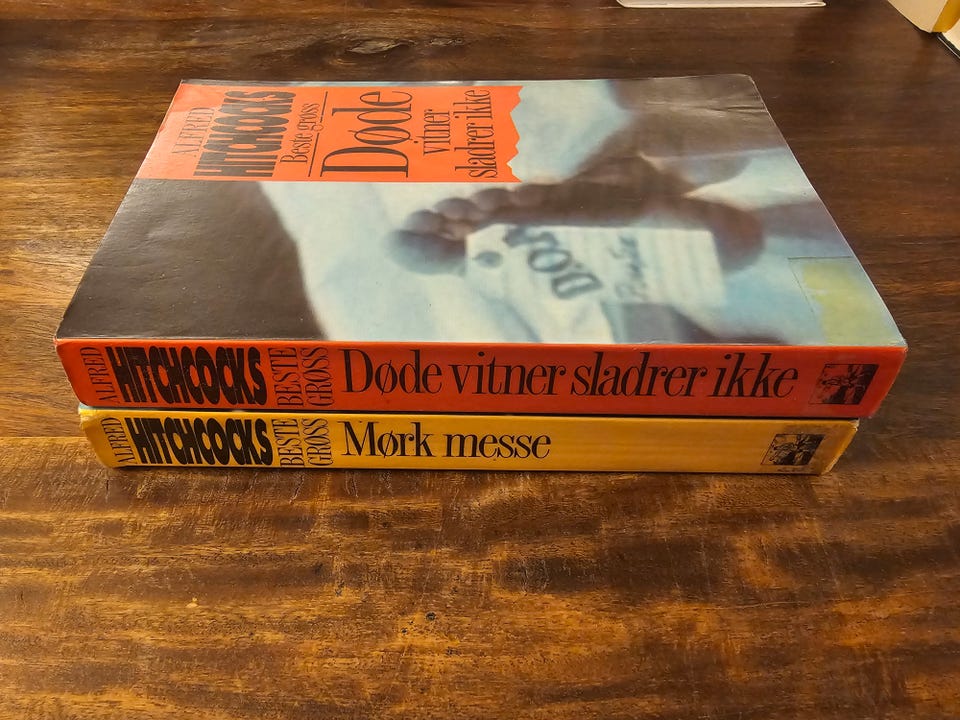 ALFRED
HITCHCOCKS
Beste grøss
Døde
vitner
sladrer ikke
DØD
ALFRED
HITCHCOCKS
BESTE
GRØSS
Døde vitner sladrer ikke
ALFRED
HITCHCOCKS
BESTE
GRØSS
Mørk messe